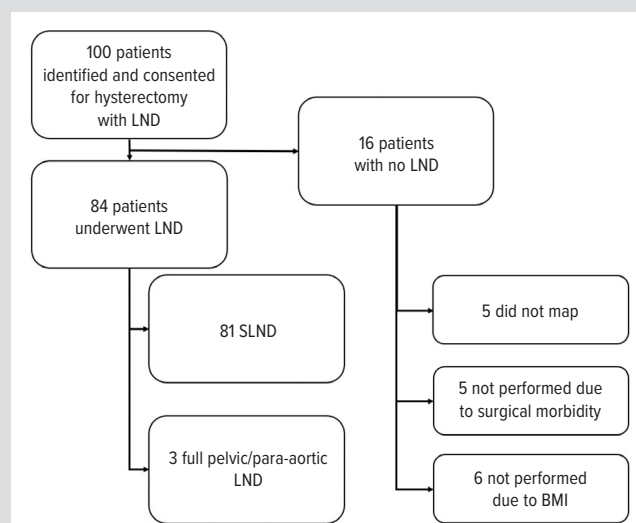 100 patients
identified and consented
for hysterectomy
with LND
16 patients
with no LND
84 patients
underwent LND
81 SLND
3 full pelvic/para-aortic
LND
5 did not map
5 not performed due
to surgical morbidity
6 not performed
due to BMI